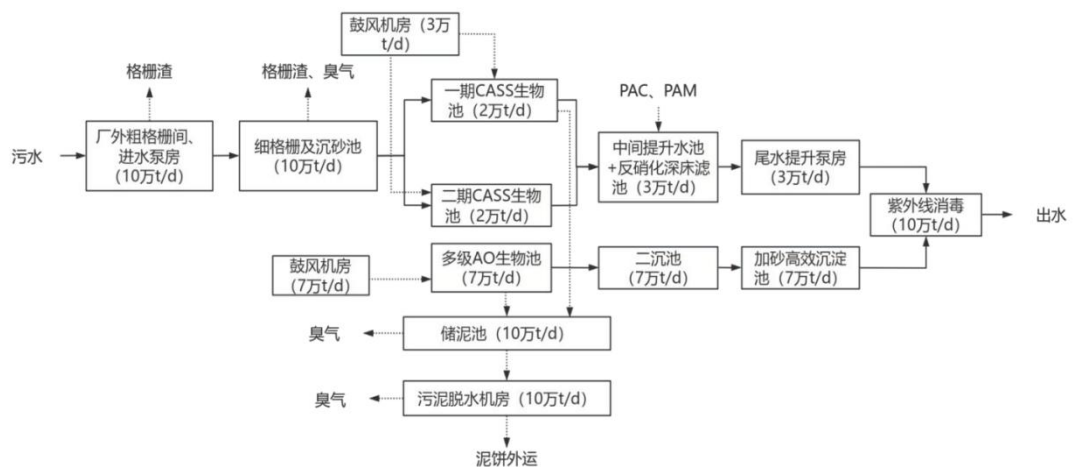 鼓风机房（3万
t/d）
格栅渣
格栅渣、臭气
一期CASS生物
池（2万t/d）
PAC、PAM
污水
厂外粗格栅间、
进水泵房
(10万t/d)
细格栅及沉砂池
(10万t/d)
中间提升水池
+反硝化深床滤
池（3万t/d）
尾水提升泵房
(3万t/d)
二期CASS生物
池（2万t/d）
紫外线消毒
(10万t/d)
出水
鼓风机房
(7万t/d)
多级AO生物池
(7万t/d)
二沉池
(7万t/d)
加砂高效沉淀
池（7万t/d）
臭气
储泥池（10万t/d）
臭气
污泥脱水机房（10万t/d）
泥饼外运